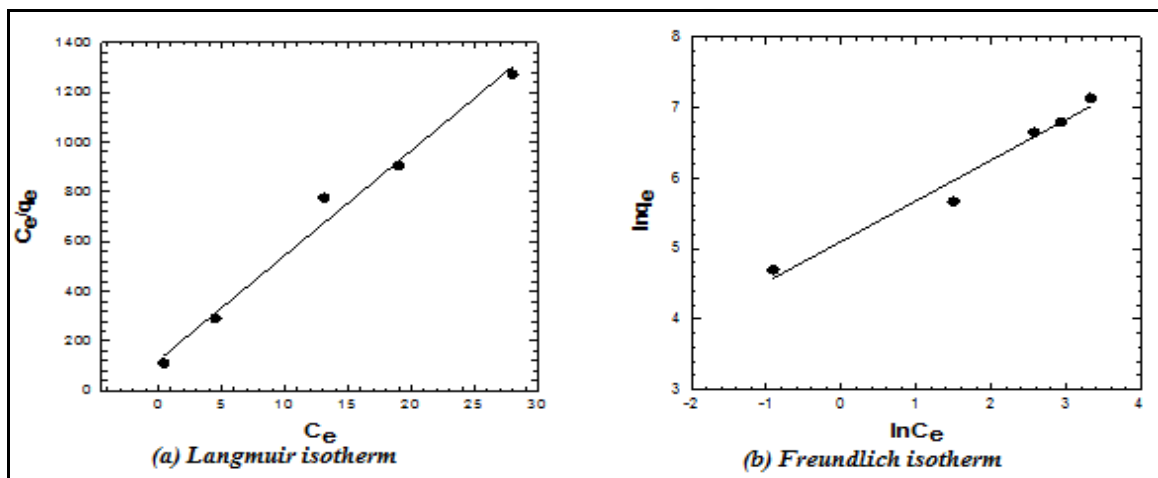 1400
1200
1000
800
600
400
200
0
Ce/qe
0 5 10 15 20 25 30
Ce
(a) Langmuir isotherm
8
7
6
5
4
3
lnqe
-2 -1 0 1 2 3 4
lnCe
(b) Freundlich isotherm